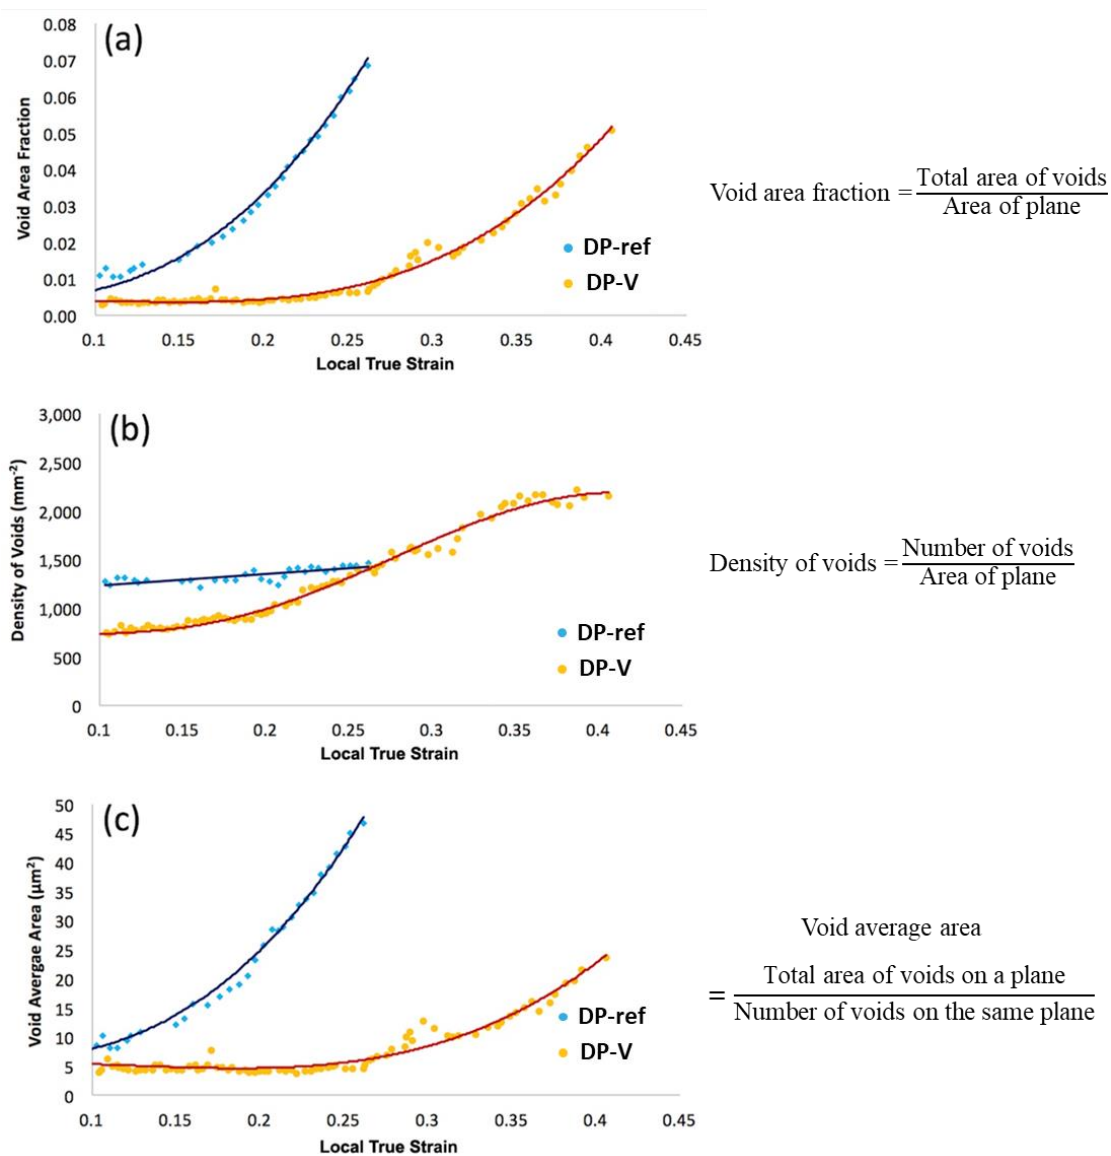 (a)
Void Area Fraction
0.08
0.07
0.06
0.05
0.04
0.03
0.02
0.01
0.00
0.1 0.15 0.2 0.25 0.3 0.35 0.4 0.45
Local True Strain
DP-ref
DP-V
Void area fraction = Total area of voids
Area of plane
(b)
Density of Voids (mm-2)
3,000
2,500
2,000
1,500
1,000
500
0
0.1 0.15 0.2 0.25 0.3 0.35 0.4 0.45
Local True Strain
DP-ref
DP-V
Density of voids = Number of voids
Area of plane
(c)
Void Avergae Area (μm²)
50
45
40
35
30
25
20
15
10
5
0
0.1 0.15 0.2 0.25 0.3 0.35 0.4 0.45
Local True Strain
DP-ref
DP-V
Void average area
= Total area of voids on a plane
Number of voids on the same plane